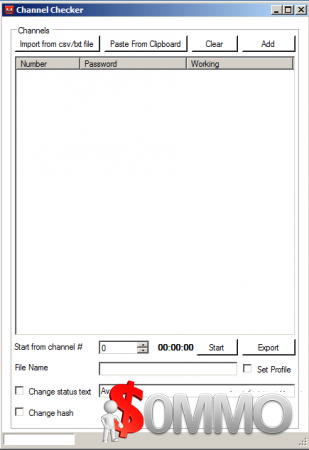 Channel Checker
Channels
Import from csv./txt file Paste From Clipboard Clear Add
Number Password Working
Start from channel # 0 00:00:00 Start Export
File Name Set Profile
Change status text
Change hash
$0MMO